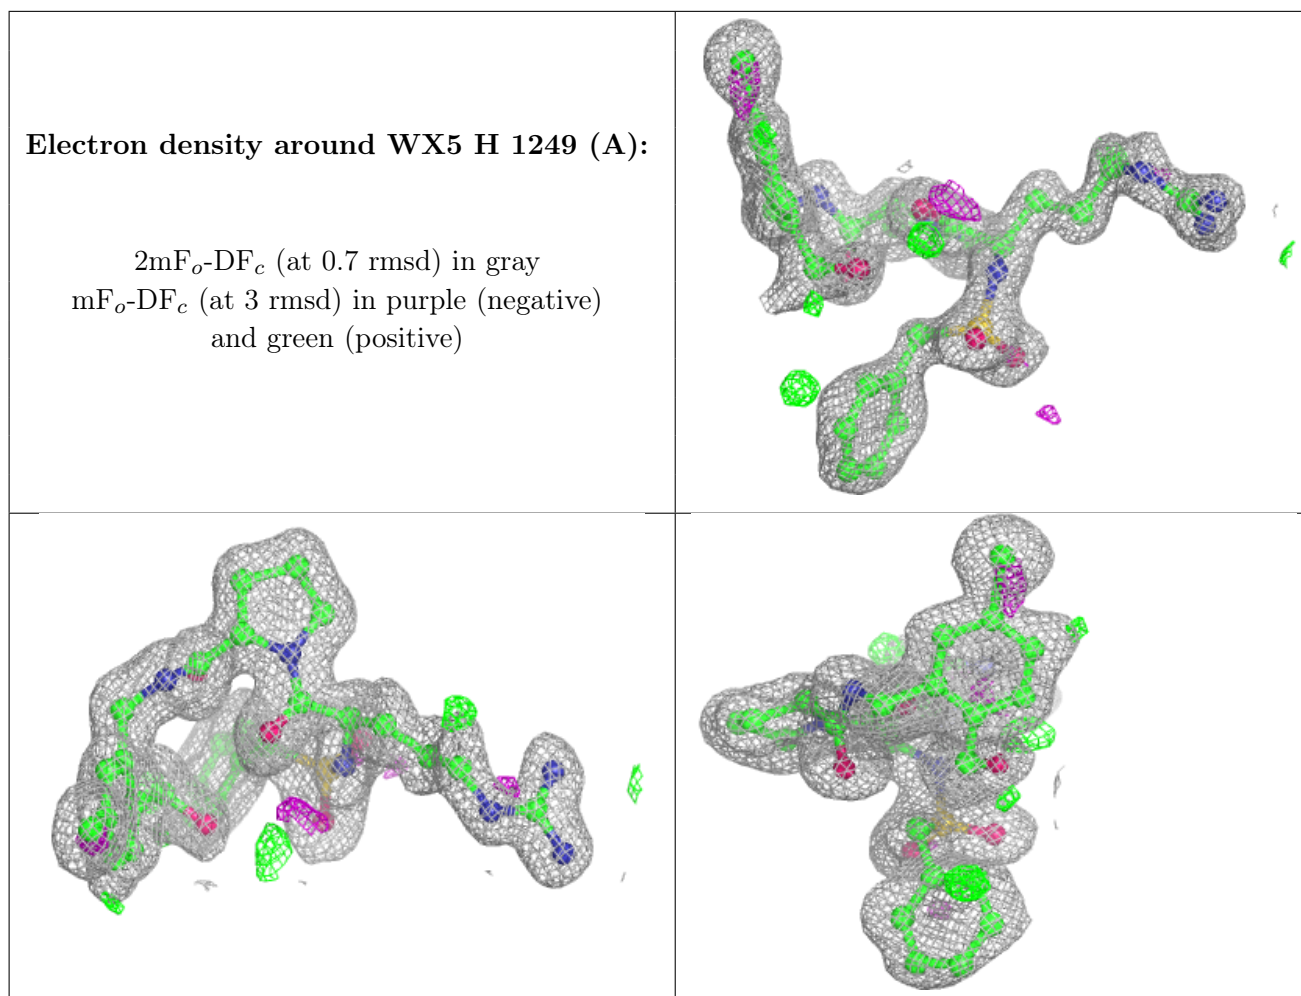 Electron density around WX5 H 1249 (A):
2mFₒ-DF𝒸 (at 0.7 rmsd) in gray
mFₒ-DF𝒸 (at 3 rmsd) in purple (negative)
and green (positive)